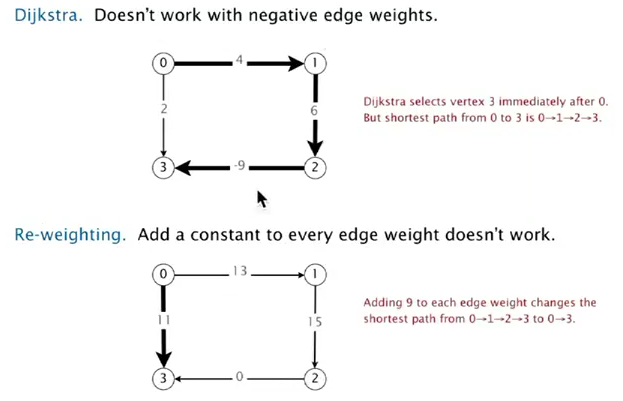 Dijkstra. Doesn't work with negative edge weights.
0 4 1
2 6
Dijkstra selects vertex 3 immediately after 0.
But shortest path from 0 to 3 is 0→1→2→3.
3 -9 2
Re-weighting. Add a constant to every edge weight doesn't work.
0 13 1
11 15
Adding 9 to each edge weight changes the
shortest path from 0→1→2→3 to 0→3.
3 0 2